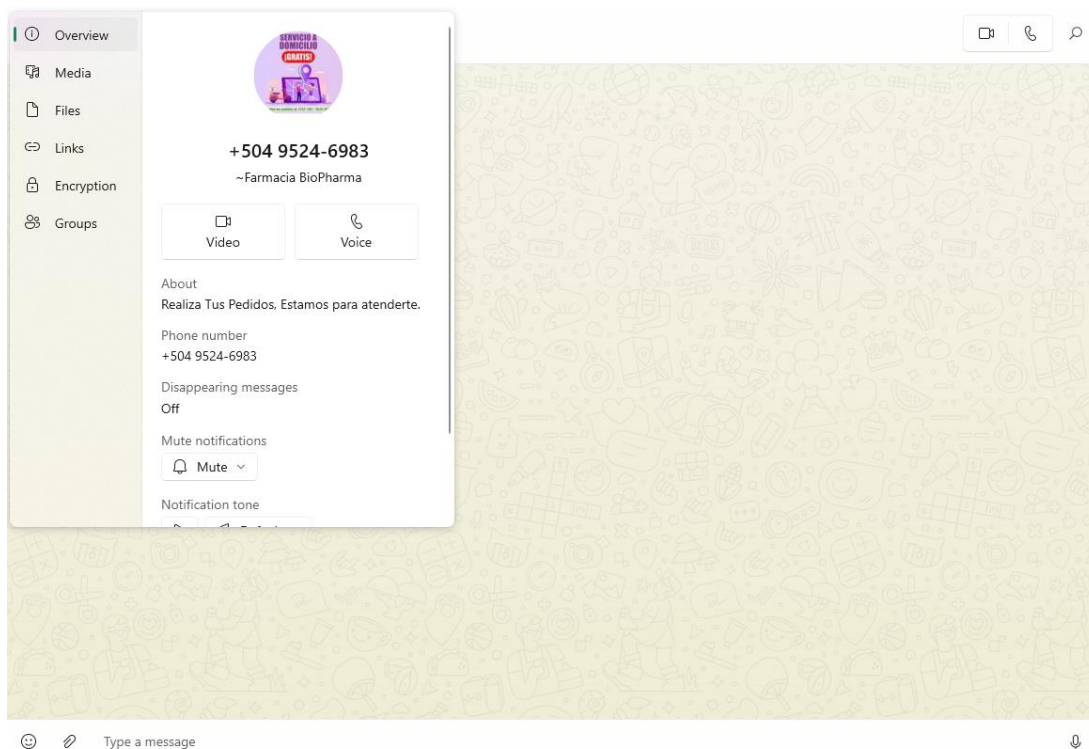 Overview
Media
Files
Links
Encryption
Groups
SERVICIO A
DOMICILIO
¡GRATIS!
+504 9524-6983
~Farmacia BioPharma
Video
Voice
About
Realiza Tus Pedidos, Estamos para atenderte.
Phone number
+504 9524-6983
Disappearing messages
Off
Mute notifications
Mute
Notification tone
Type a message